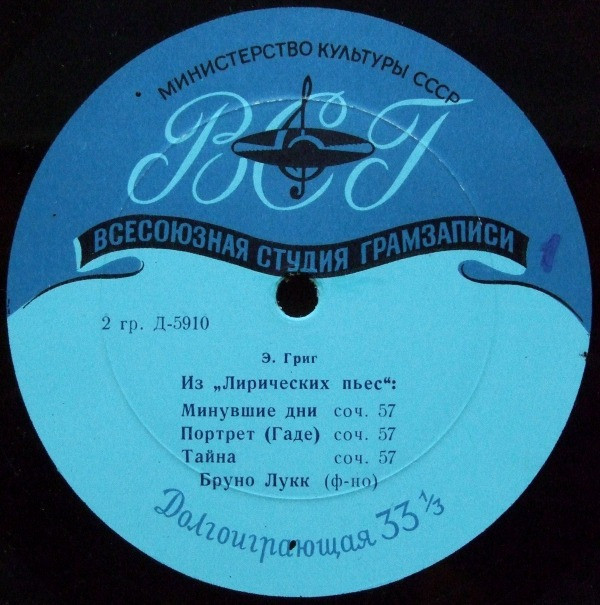 МИНИСТЕРСТВО КУЛЬТУРЫ СССР
ВСГ
ВСЕСОЮЗНАЯ СТУДИЯ ГРАМЗАПИСИ
1
2 гр. Д-5910
Э. Григ
Из „Лирических пьес“:
Минувшие дни соч. 57
Портрет (Гаде) соч. 57
Тайна соч. 57
Бруно Лукк (ф-но)
Долгоиграющая 33 1/3